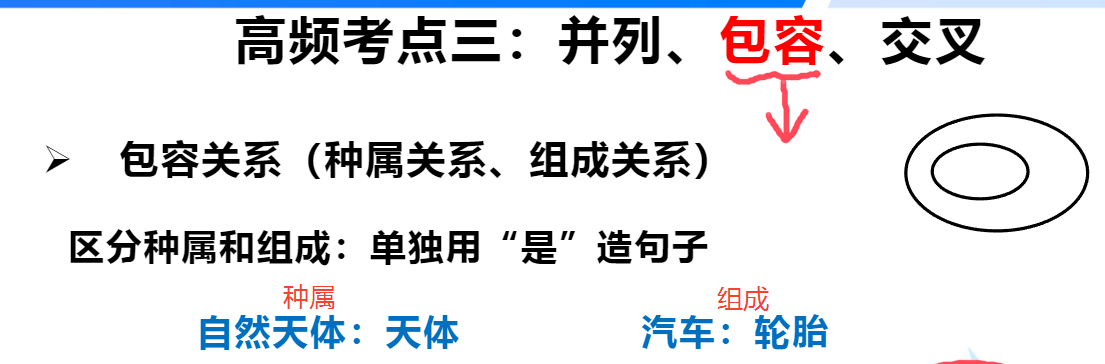 高频考点三：并列、包容、交叉
包容关系（种属关系、组成关系）
区分种属和组成：单独用“是”造句子
种属 组成
自然天体：天体 汽车：轮胎